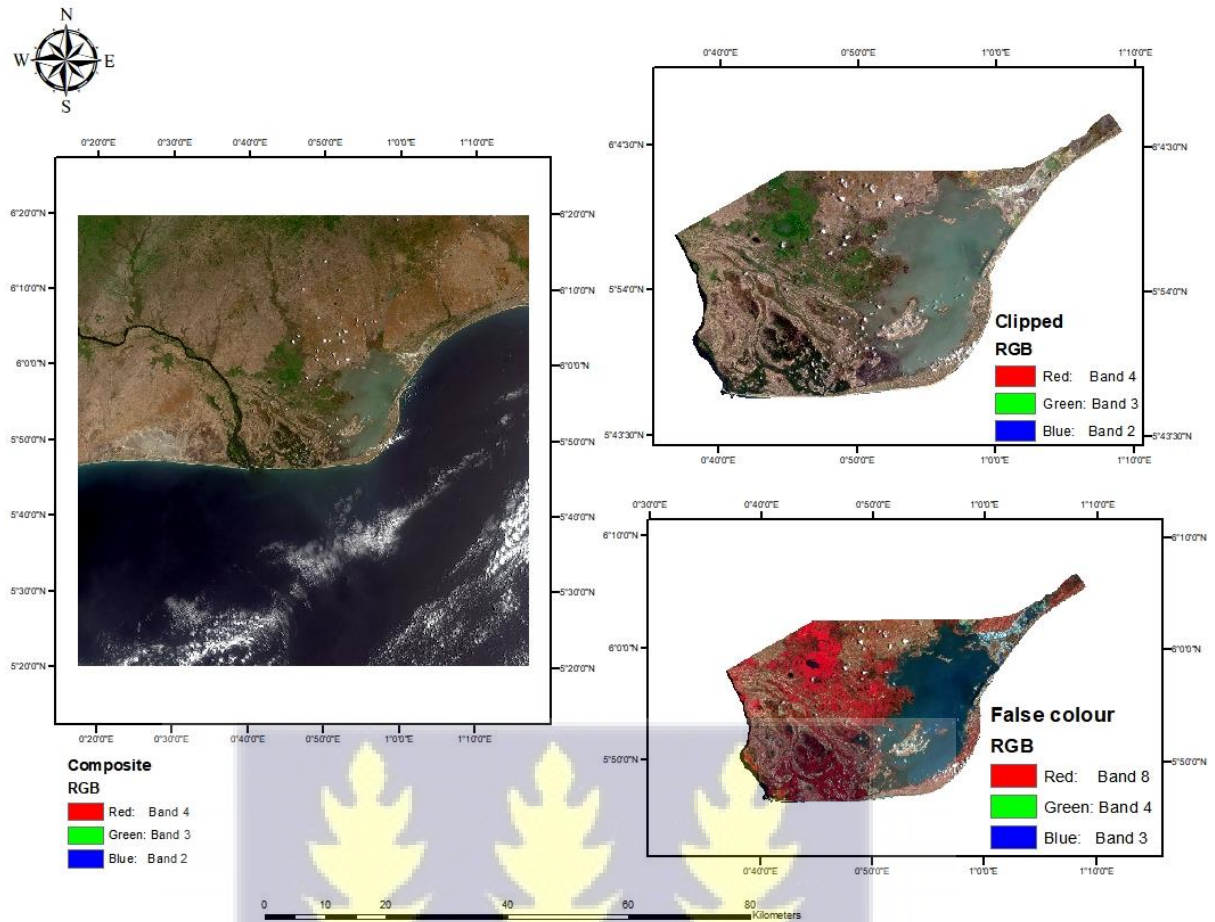 N
W E
S
0°20'0"E 0°30'0"E 0°40'0"E 0°50'0"E 1°0'0"E 1°10'0"E
6°20'0"N 6°20'0"N
6°10'0"N 6°10'0"N
6°0'0"N 6°0'0"N
5°50'0"N 5°50'0"N
5°40'0"N 5°40'0"N
5°30'0"N 5°30'0"N
5°20'0"N 5°20'0"N
0°20'0"E 0°30'0"E 0°40'0"E 0°50'0"E 1°0'0"E 1°10'0"E
Composite
RGB
Red: Band 4
Green: Band 3
Blue: Band 2
0°40'0"E 0°50'0"E 1°0'0"E 1°10'0"E
6°4'30"N 6°4'30"N
5°54'0"N 5°54'0"N
5°43'30"N 5°43'30"N
0°40'0"E 0°50'0"E 1°0'0"E 1°10'0"E
Clipped
RGB
Red: Band 4
Green: Band 3
Blue: Band 2
0°30'0"E 0°40'0"E 0°50'0"E 1°0'0"E 1°10'0"E
6°10'0"N 6°10'0"N
6°0'0"N 6°0'0"N
5°50'0"N 5°50'0"N
0°40'0"E 0°50'0"E 1°0'0"E 1°10'0"E
False colour
RGB
Red: Band 8
Green: Band 4
Blue: Band 3
0 10 20 40 60 80
Kilometers